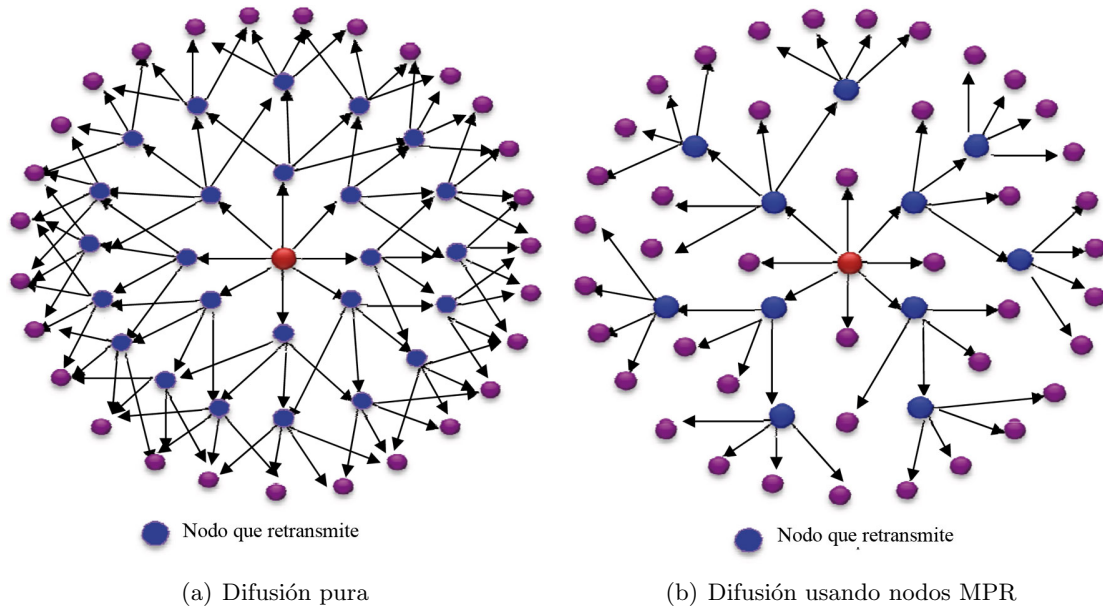 Nodo que retransmite
Nodo que retransmite
(a) Difusión pura
(b) Difusión usando nodos MPR